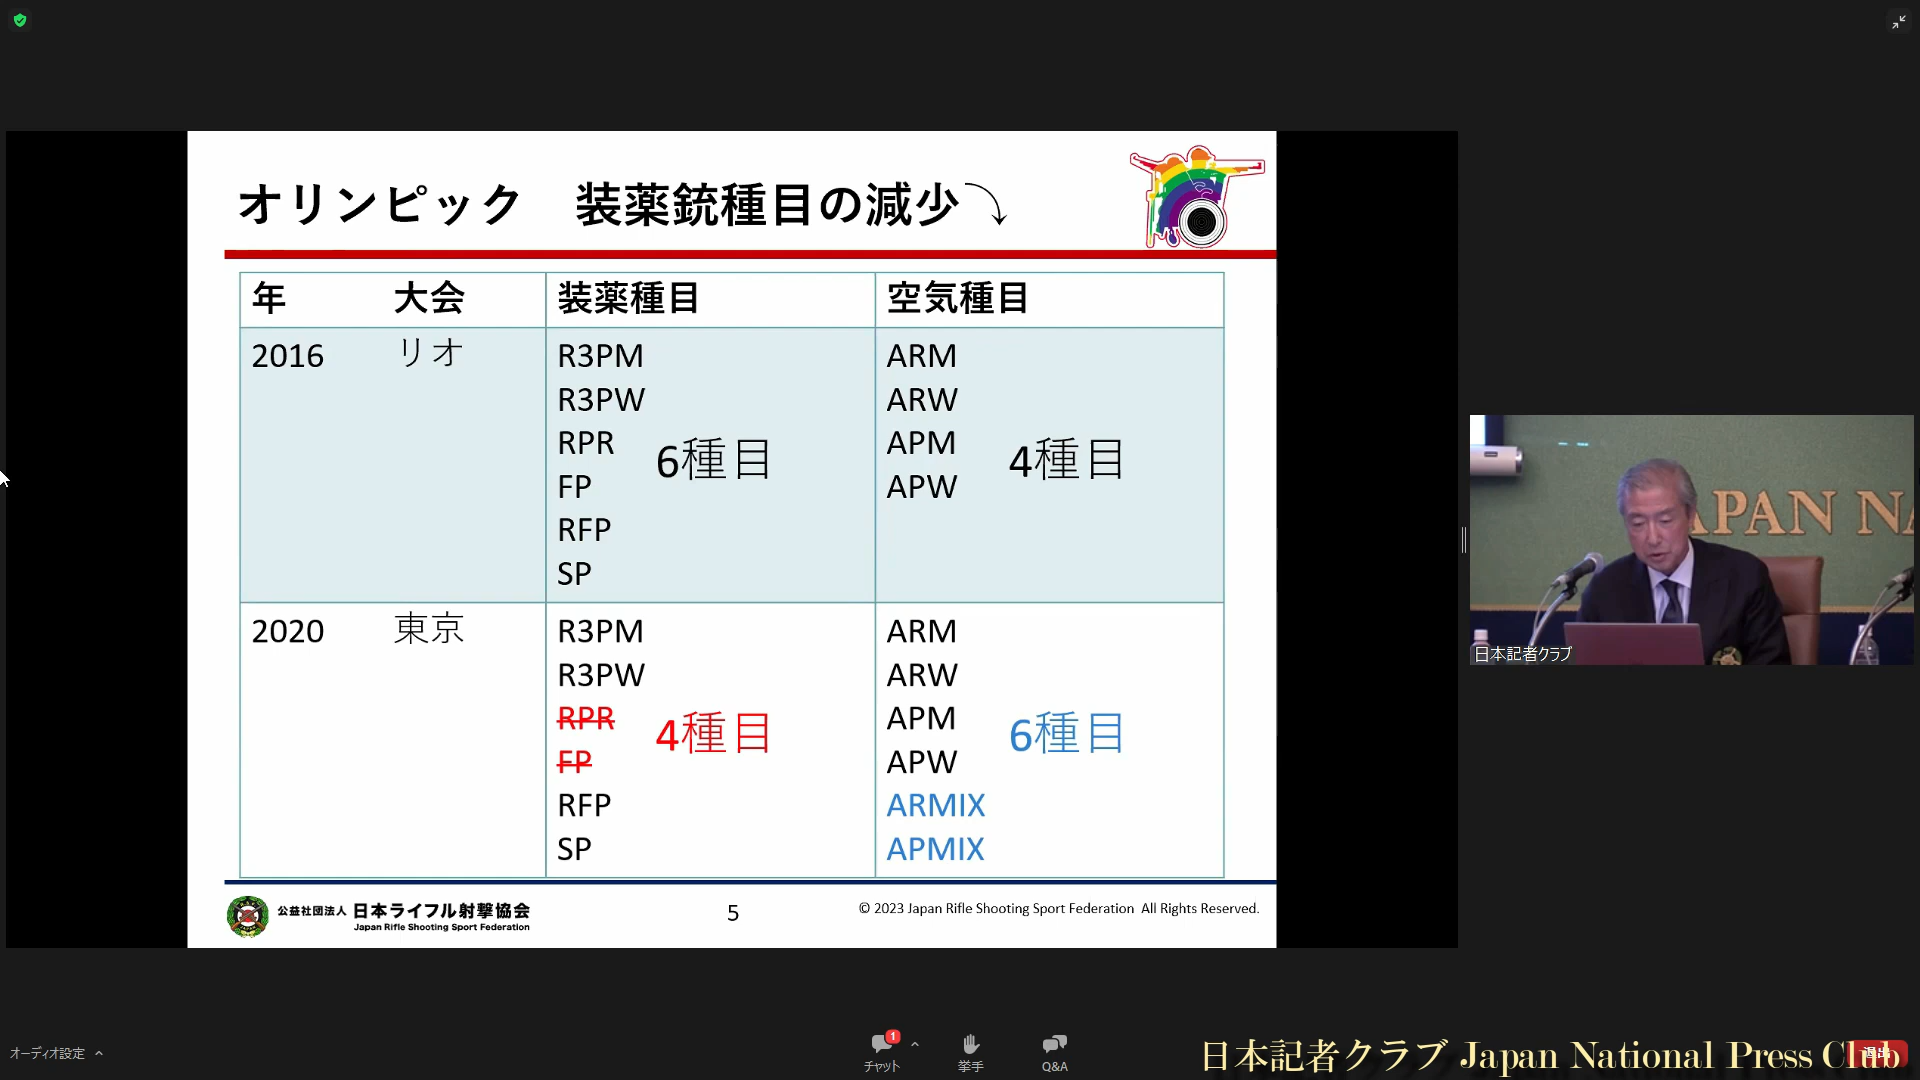 オリンピック　装薬銃種目の減少
年 大会 装薬種目 空気種目
2016 リオ
R3PM
R3PW
RPR
FP
RFP
SP
6種目
ARM
ARW
APM
APW
4種目
2020 東京
R3PM
R3PW
RPR
FP
RFP
SP
4種目
ARM
ARW
APM
APW
ARMIX
APMIX
6種目
公益社団法人 日本ライフル射撃協会
Japan Rifle Shooting Sport Federation
5
© 2023 Japan Rifle Shooting Sport Federation All Rights Reserved.
JAPAN NA
日本記者クラブ
オーディオ設定
1
チャット
挙手
Q&A
退出
日本記者クラブ Japan National Press Club